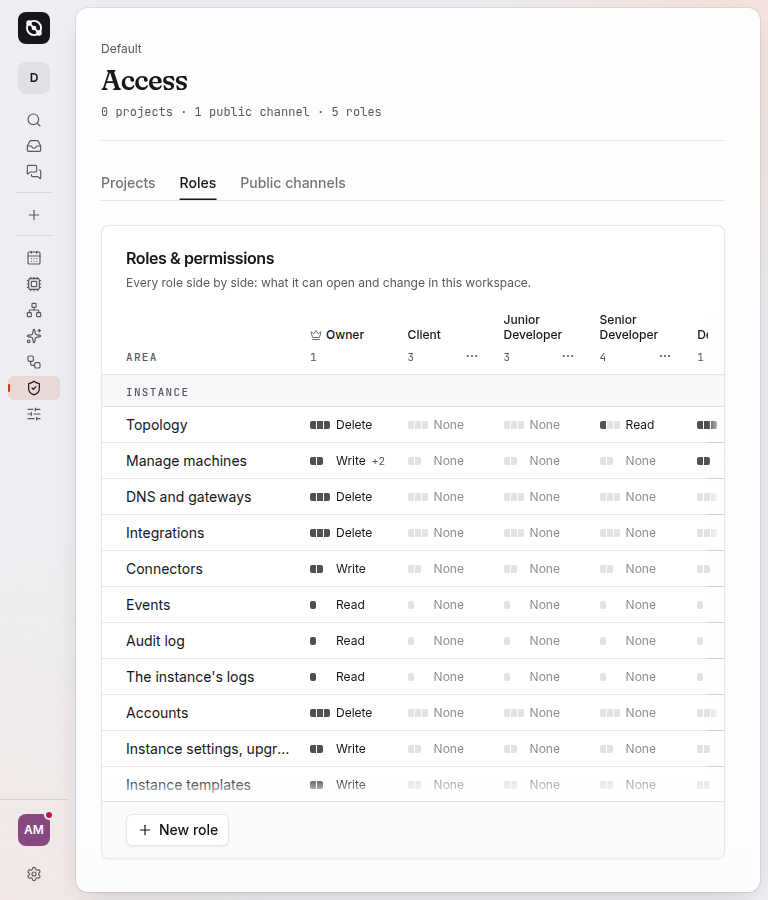 D
Default
Access
0 projects · 1 public channel · 5 roles
Projects Roles Public channels
Roles & permissions
Every role side by side: what it can open and change in this workspace.
AREA Owner 1 Client 3 ... Junior Developer 3 ... Senior Developer 4 ... 1
INSTANCE
Topology Delete None None Read
Manage machines Write +2 None None None
DNS and gateways Delete None None None
Integrations Delete None None None
Connectors Write None None None
Events Read None None None
Audit log Read None None None
The instance's logs Read None None None
Accounts Delete None None None
Instance settings, upgr... Write None None None
Instance templates Write None None None
+ New role
AM